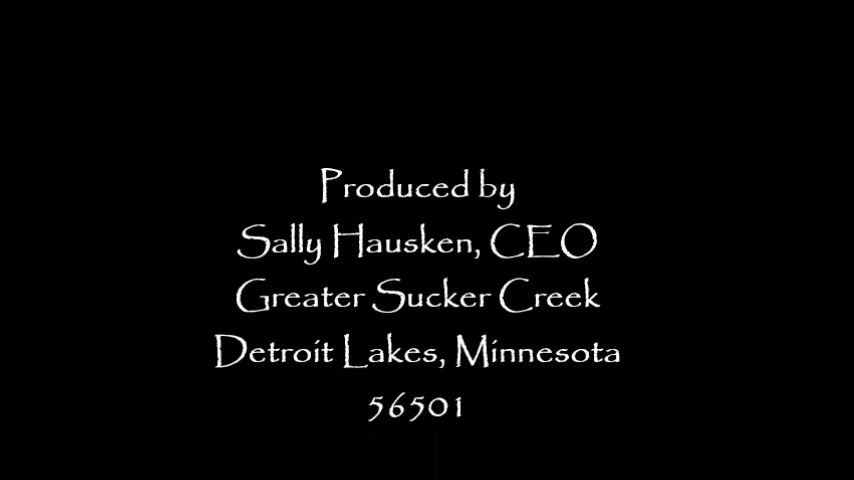 Produced by
Sally Hausken, CEO
Greater Sucker Creek
Detroit Lakes, Minnesota
56501